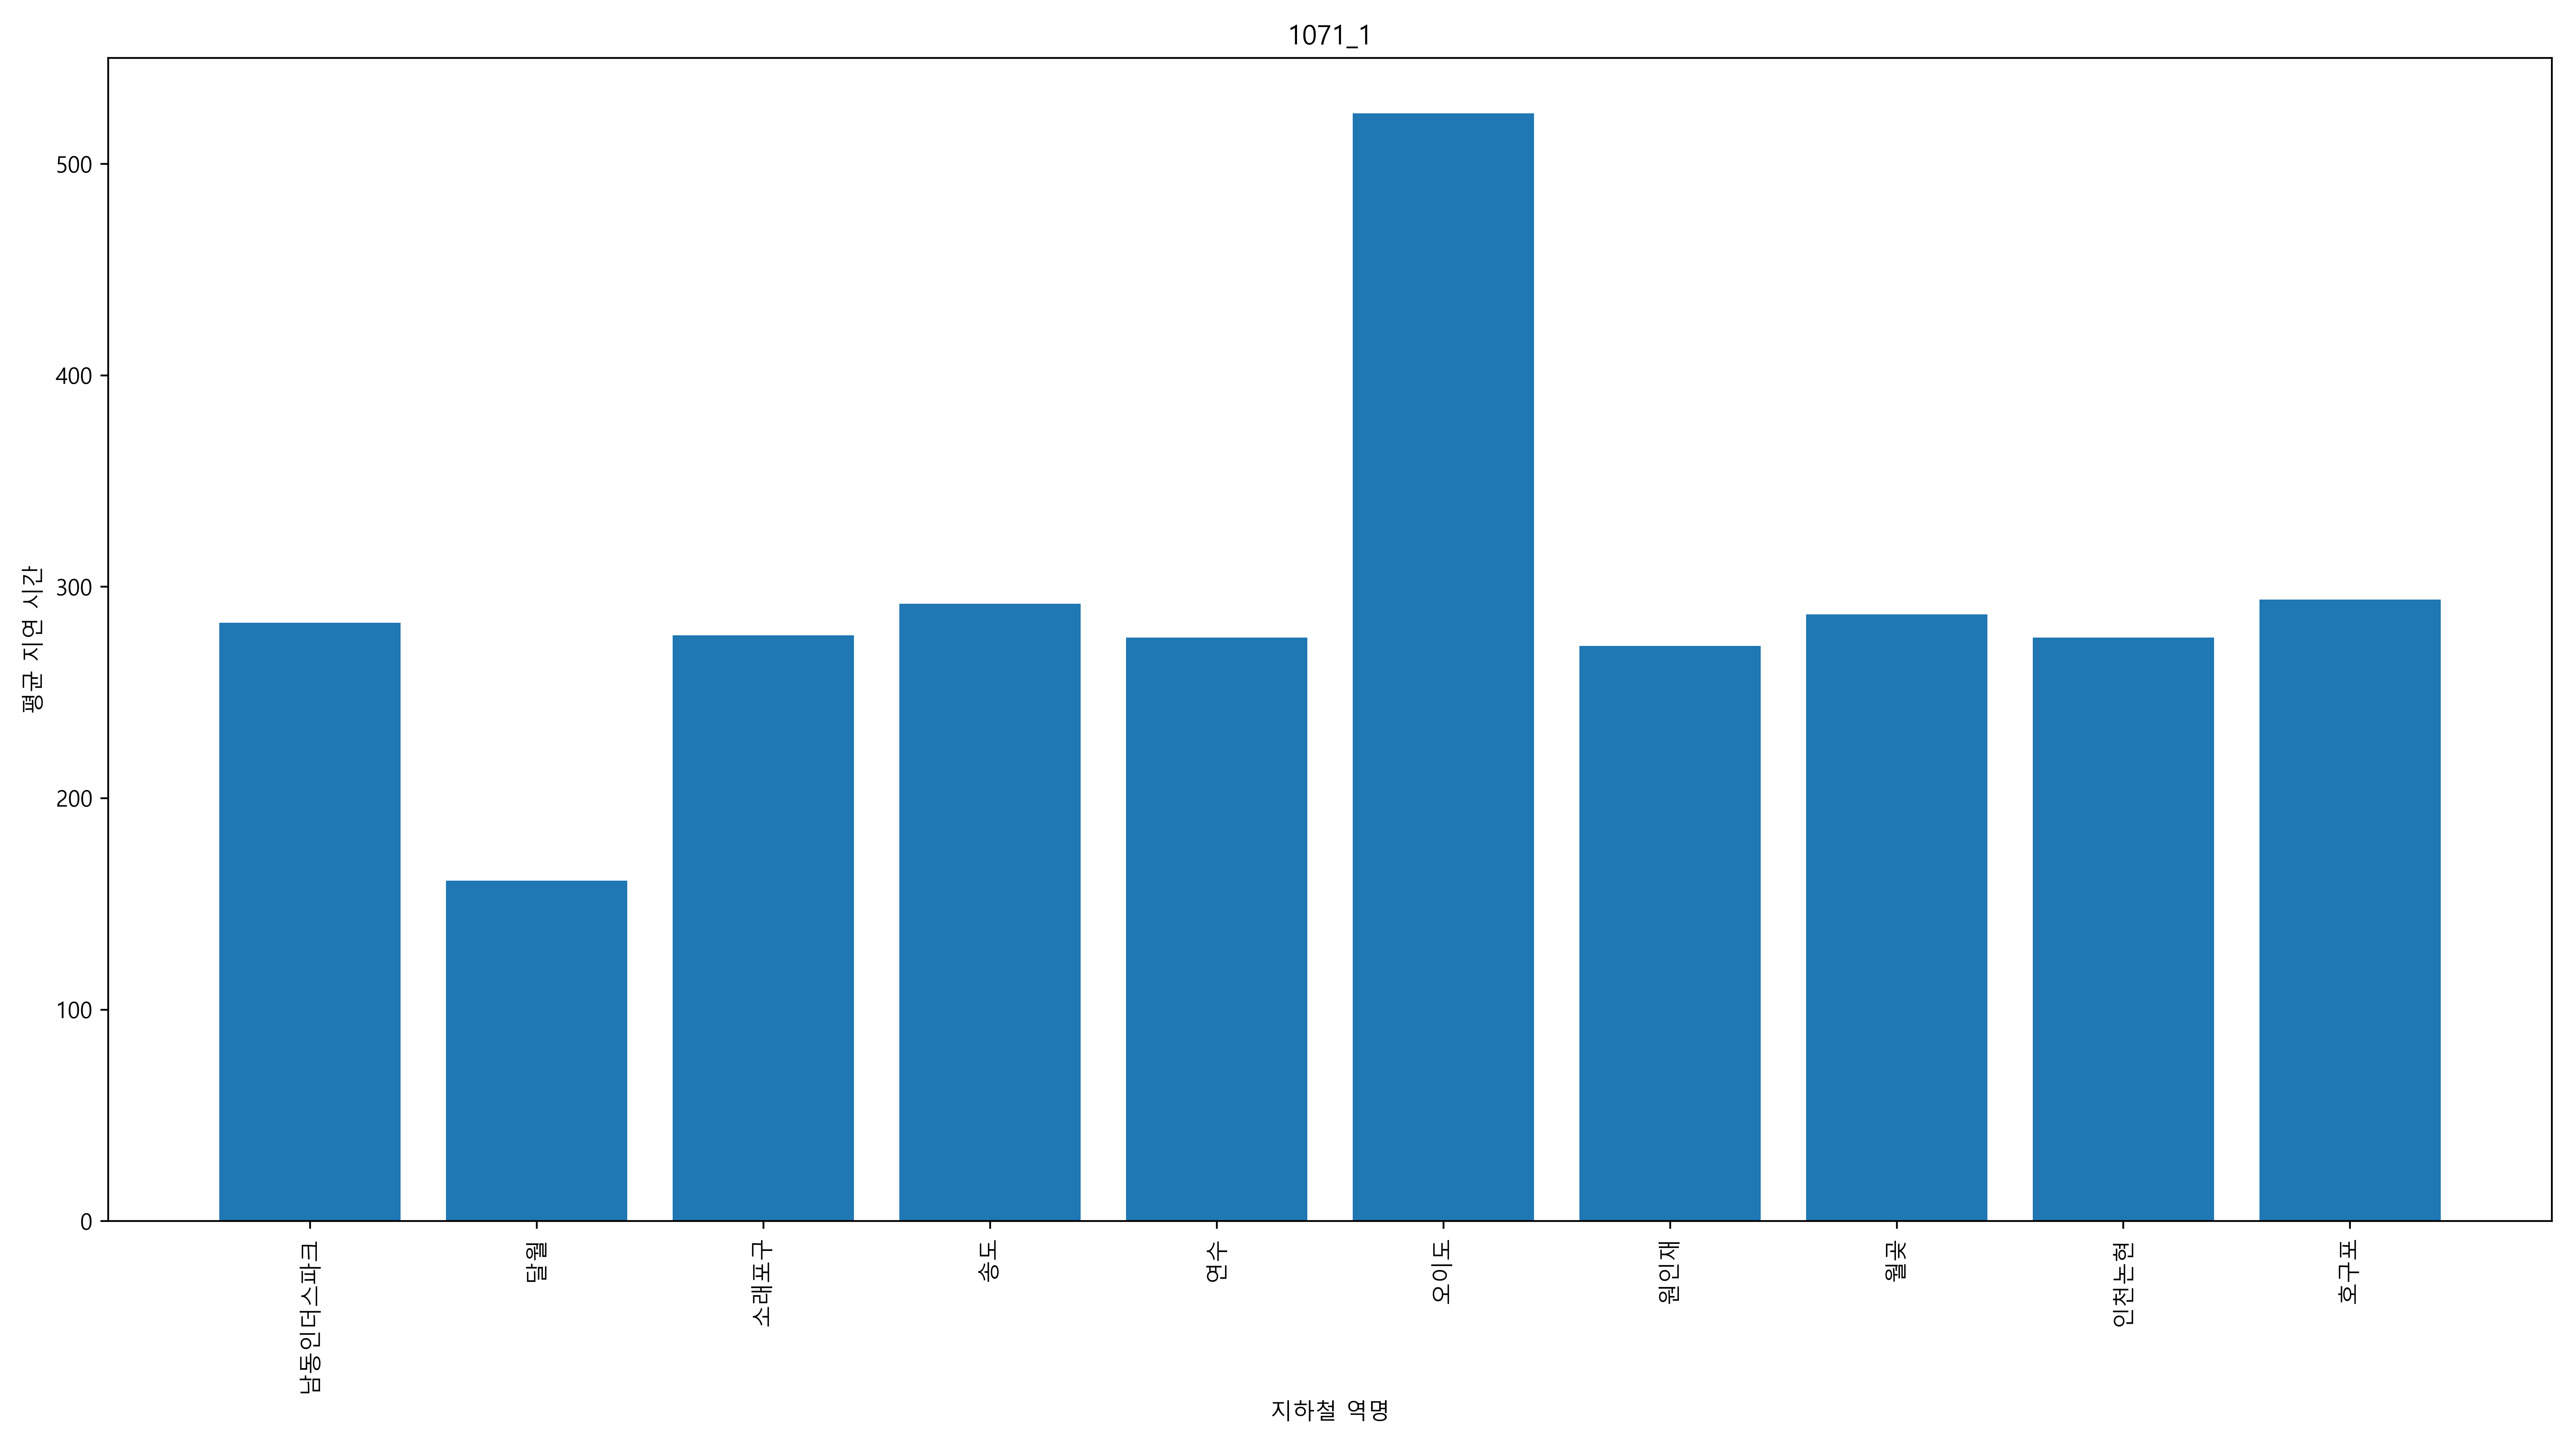 1071_1
평균 지연 시간
500
400
300
200
100
0
남동인더스파크
달월
소래포구
송도
연수
오이도
원인재
월곶
인천논현
호구포
지하철 역명